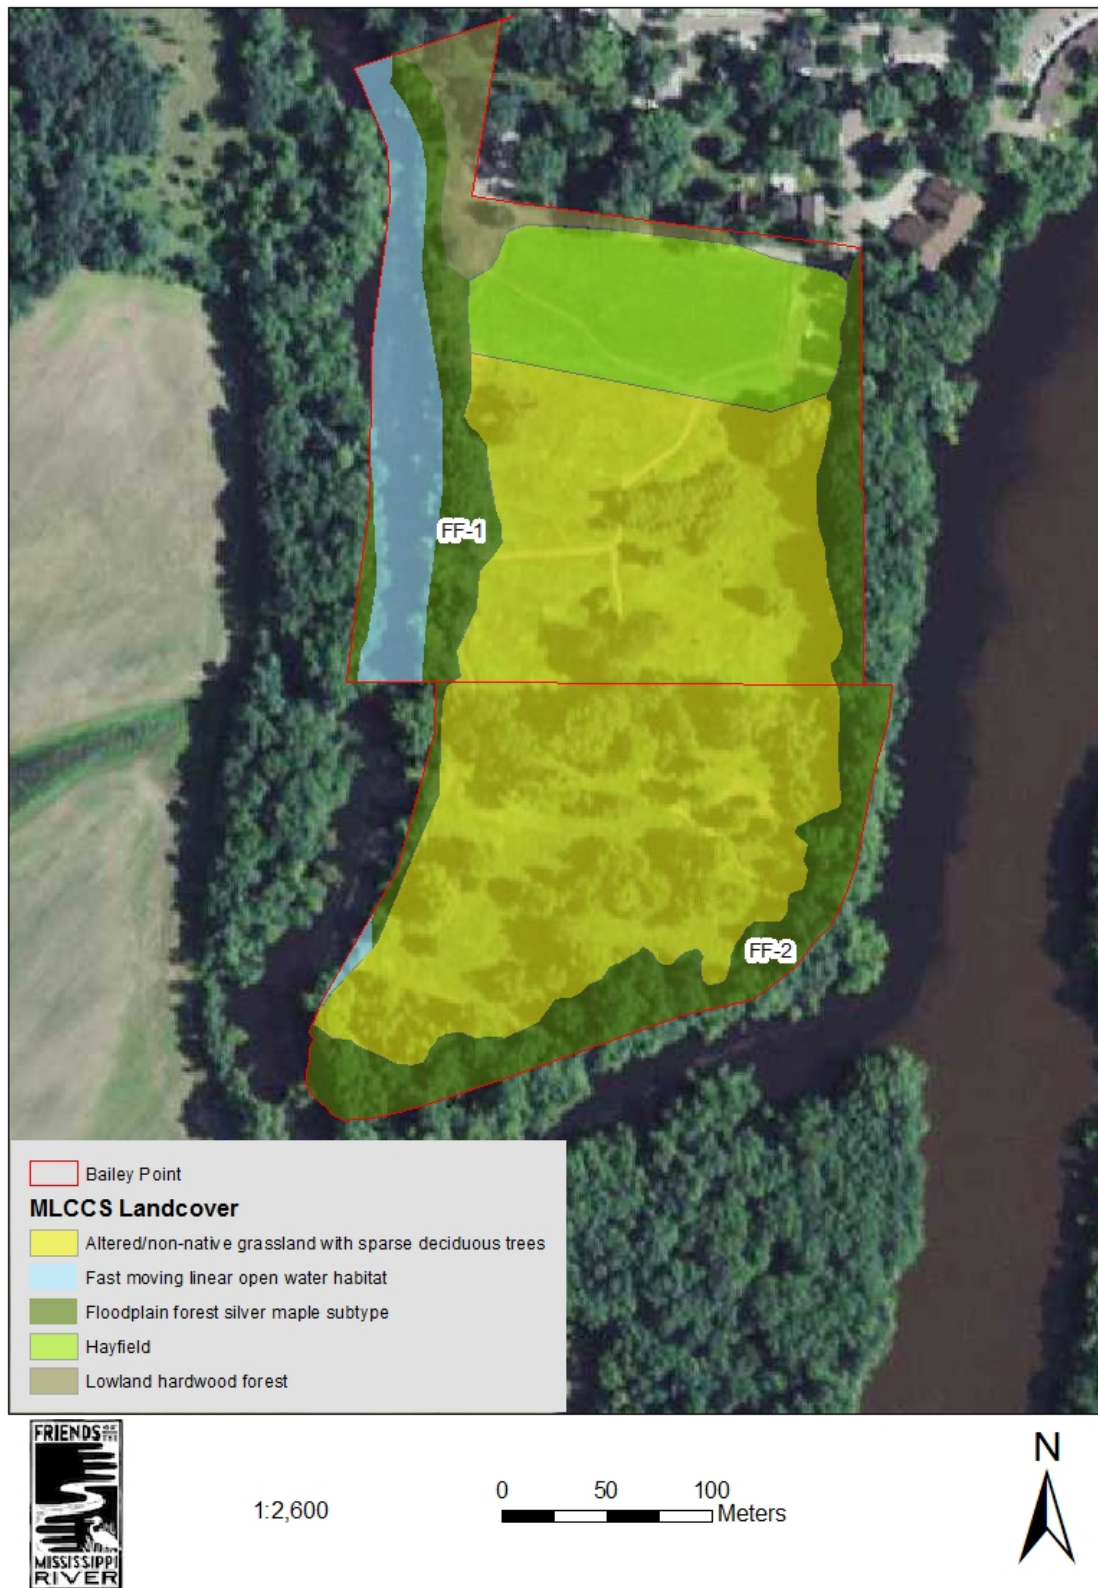 FF-1
FF-2
Bailey Point
MLCCS Landcover
Altered/non-native grassland with sparse deciduous trees
Fast moving linear open water habitat
Floodplain forest silver maple subtype
Hayfield
Lowland hardwood forest
FRIENDS OF THE
MISSISSIPPI
RIVER
1:2,600
0 50 100
Meters
N